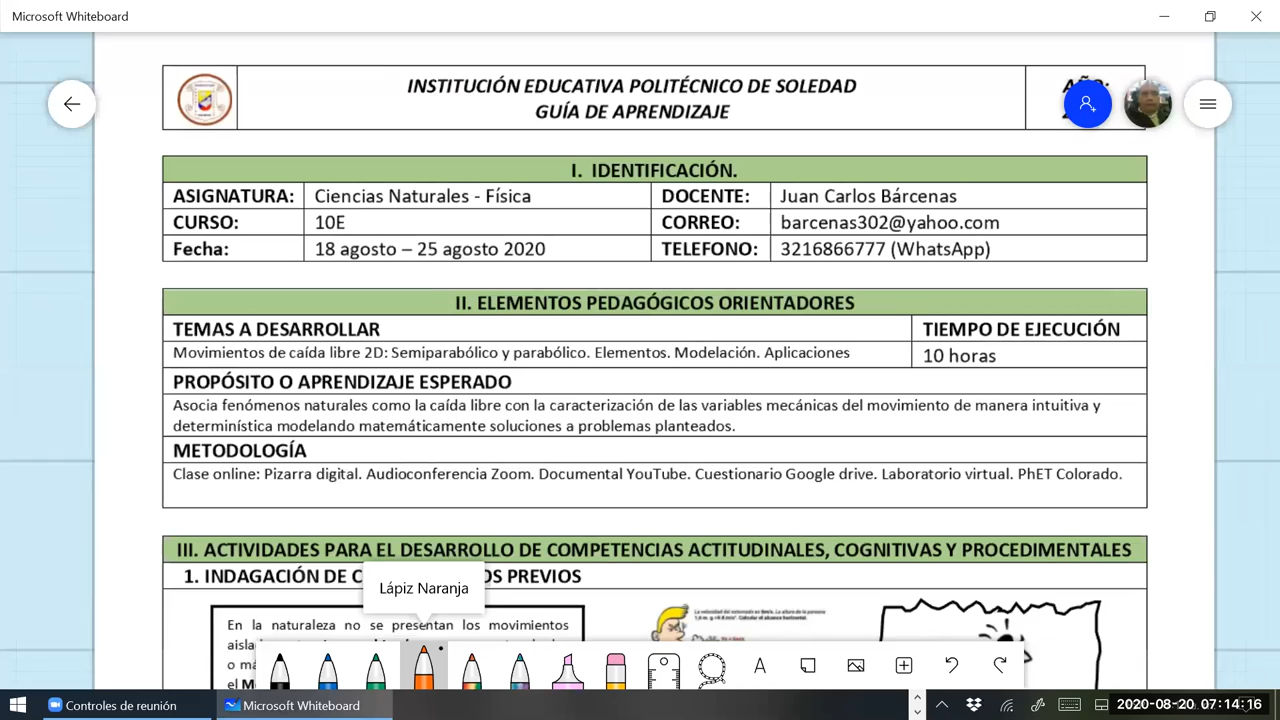 Microsoft Whiteboard
INSTITUCIÓN EDUCATIVA POLITÉCNICO DE SOLEDAD
GUÍA DE APRENDIZAJE
I. IDENTIFICACIÓN.
ASIGNATURA: Ciencias Naturales - Física DOCENTE: Juan Carlos Bárcenas
CURSO: 10E CORREO: barcenas302@yahoo.com
Fecha: 18 agosto – 25 agosto 2020 TELEFONO: 3216866777 (WhatsApp)
II. ELEMENTOS PEDAGÓGICOS ORIENTADORES
TEMAS A DESARROLLAR TIEMPO DE EJECUCIÓN
Movimientos de caída libre 2D: Semiparabólico y parabólico. Elementos. Modelación. Aplicaciones 10 horas
PROPÓSITO O APRENDIZAJE ESPERADO
Asocia fenómenos naturales como la caída libre con la caracterización de las variables mecánicas del movimiento de manera intuitiva y
determinística modelando matemáticamente soluciones a problemas planteados.
METODOLOGÍA
Clase online: Pizarra digital. Audioconferencia Zoom. Documental YouTube. Cuestionario Google drive. Laboratorio virtual. PhET Colorado.
III. ACTIVIDADES PARA EL DESARROLLO DE COMPETENCIAS ACTITUDINALES, COGNITIVAS Y PROCEDIMENTALES
1. INDAGACIÓN DE PREVIOS
Lápiz Naranja
En la naturaleza no se presentan los movimientos
Controles de reunión Microsoft Whiteboard 2020-08-20 07:14:16